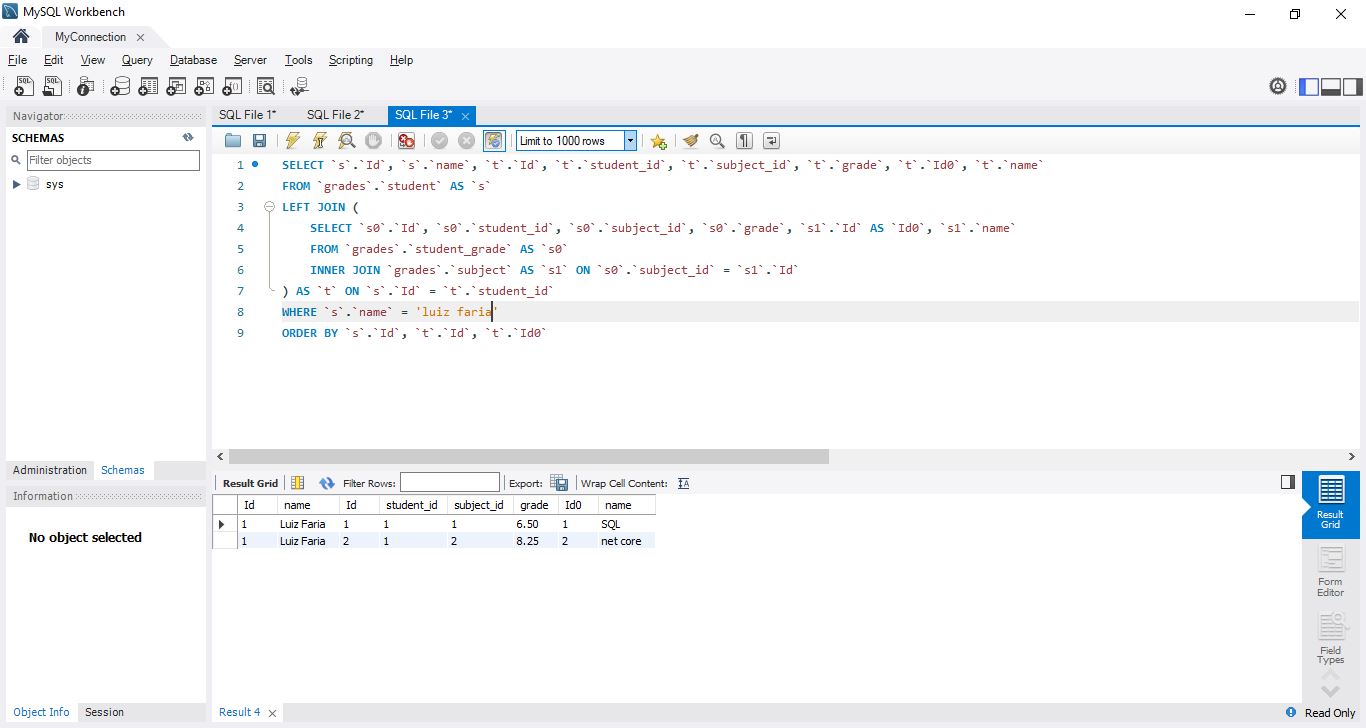 MySQL Workbench
MyConnection
File Edit View Query Database Server Tools Scripting Help
Navigator
SCHEMAS
Filter objects
sys
Administration Schemas
Information
No object selected
Object Info Session
SQL File 1* SQL File 2* SQL File 3*
Limit to 1000 rows
1 SELECT `s`.`Id`, `s`.`name`, `t`.`Id`, `t`.`student_id`, `t`.`subject_id`, `t`.`grade`, `t`.`Id0`, `t`.`name`
2 FROM `grades`.`student` AS `s`
3 LEFT JOIN (
4 SELECT `s0`.`Id`, `s0`.`student_id`, `s0`.`subject_id`, `s0`.`grade`, `s1`.`Id` AS `Id0`, `s1`.`name`
5 FROM `grades`.`student_grade` AS `s0`
6 INNER JOIN `grades`.`subject` AS `s1` ON `s0`.`subject_id` = `s1`.`Id`
7 ) AS `t` ON `s`.`Id` = `t`.`student_id`
8 WHERE `s`.`name` = 'luiz faria'
9 ORDER BY `s`.`Id`, `t`.`Id`, `t`.`Id0`
Result Grid Filter Rows: Export: Wrap Cell Content:
Id name Id student_id subject_id grade Id0 name
1 Luiz Faria 1 1 1 6.50 1 SQL
1 Luiz Faria 2 1 2 8.25 2 net core
Result
Grid
Form
Editor
Field
Types
Result 4
Read Only